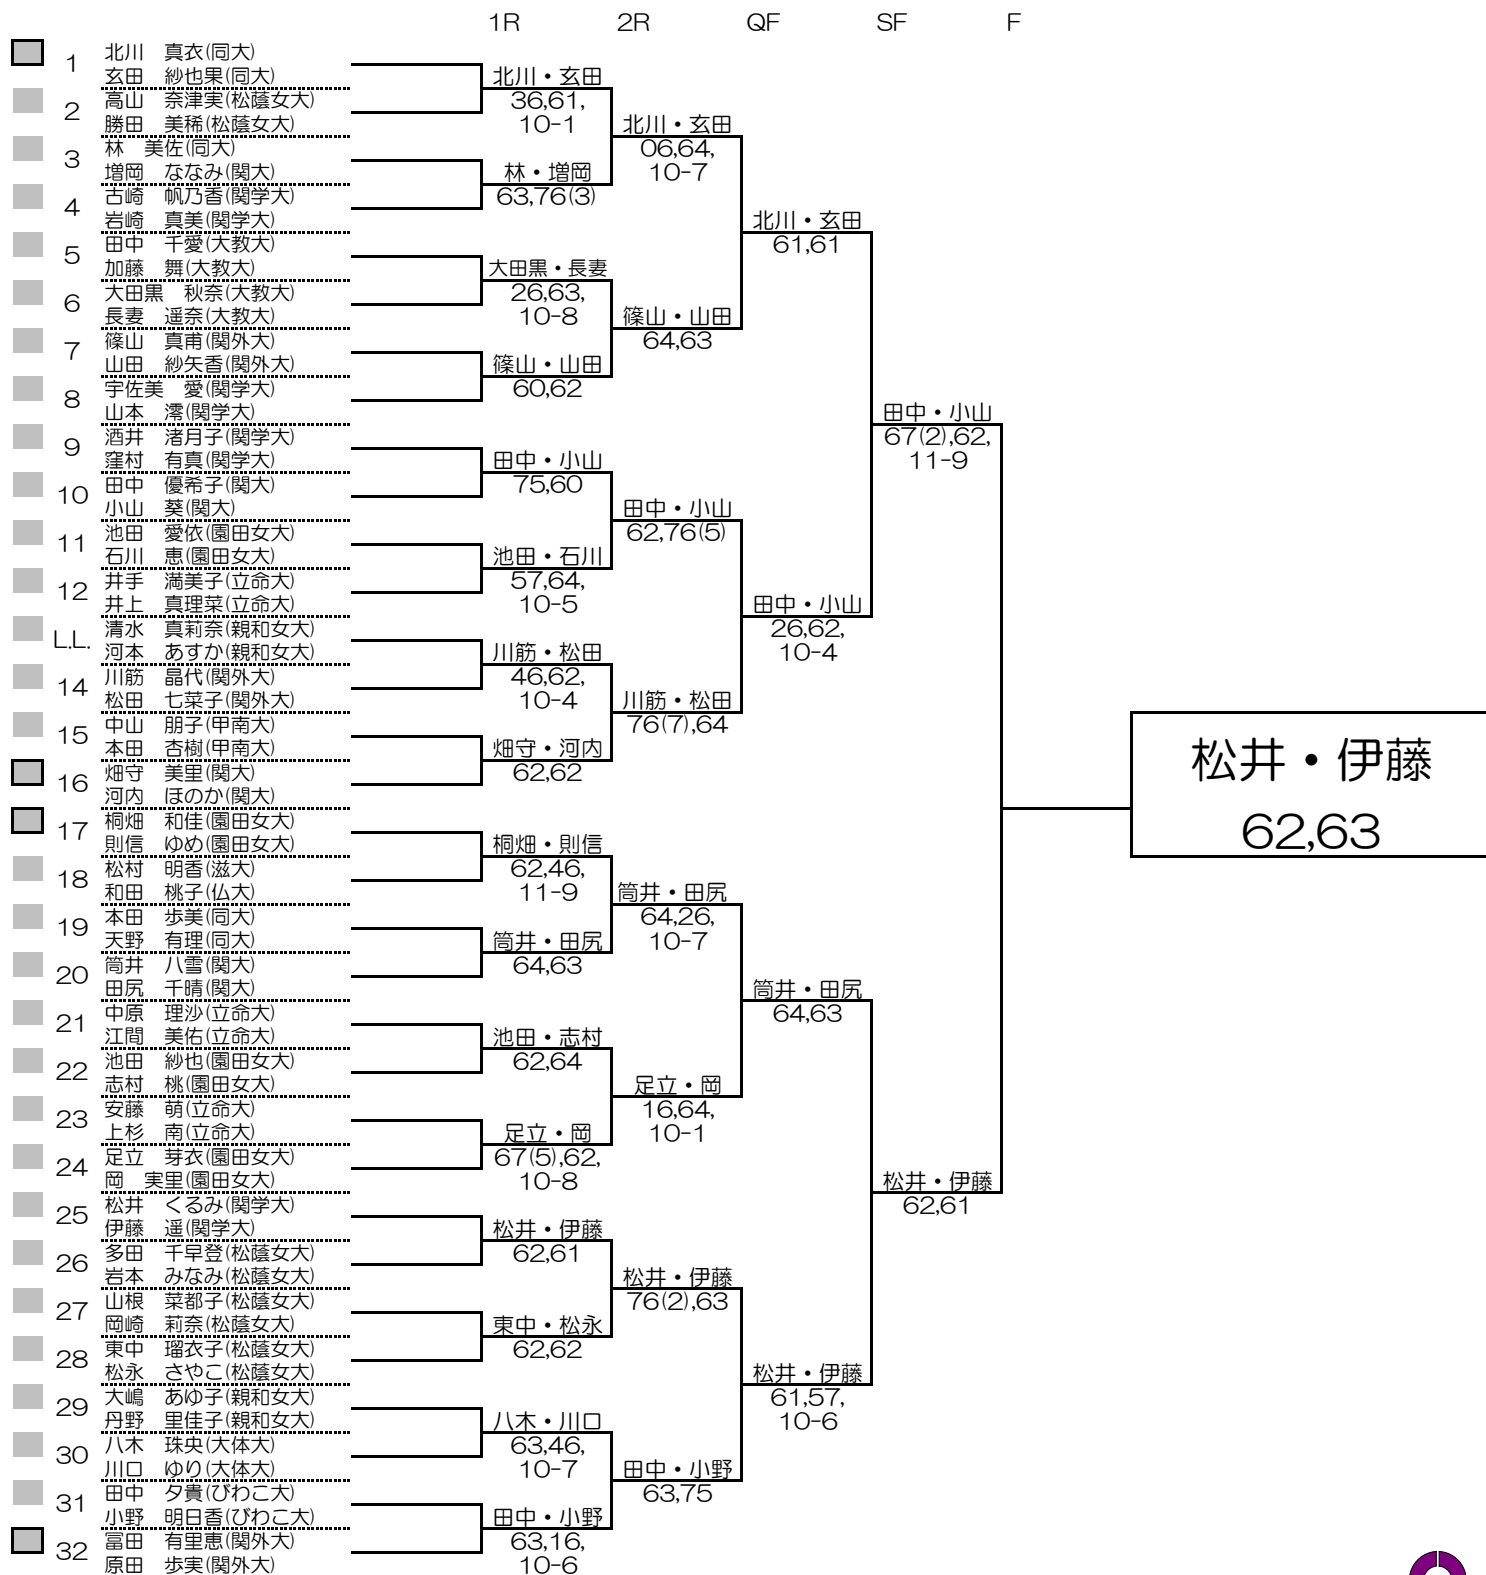 1R 2R QF SF F
1 北川 真衣(同大)
玄田 紗也果(同大)
2 高山 奈津実(松蔭女大)
勝田 美稀(松蔭女大)
3 林 美佐(同大)
増岡 ななみ(関大)
4 古崎 帆乃香(関学大)
岩崎 真美(関学大)
5 田中 千愛(大教大)
加藤 舞(大教大)
6 大田黒 秋奈(大教大)
長妻 遥奈(大教大)
7 篠山 真甫(関外大)
山田 紗矢香(関外大)
8 宇佐美 愛(関学大)
山本 澪(関学大)
9 酒井 渚月子(関学大)
窪村 有真(関学大)
10 田中 優希子(関大)
小山 葵(関大)
11 池田 愛依(園田女大)
石川 恵(園田女大)
12 井手 満美子(立命大)
井上 真理菜(立命大)
L.L. 清水 真莉奈(親和女大)
河本 あすか(親和女大)
14 川筋 晶代(関外大)
松田 七菜子(関外大)
15 中山 朋子(甲南大)
本田 杏樹(甲南大)
16 畑守 美里(関大)
河内 ほのか(関大)
17 桐畑 和佳(園田女大)
則信 ゆめ(園田女大)
18 松村 明香(滋大)
和田 桃子(仏大)
19 本田 歩美(同大)
天野 有理(同大)
20 筒井 八雪(関大)
田尻 千晴(関大)
21 中原 理沙(立命大)
江間 美佑(立命大)
22 池田 紗也(園田女大)
志村 桃(園田女大)
23 安藤 萌(立命大)
上杉 南(立命大)
24 足立 芽衣(園田女大)
岡 実里(園田女大)
25 松井 くるみ(関学大)
伊藤 遥(関学大)
26 多田 千早登(松蔭女大)
岩本 みなみ(松蔭女大)
27 山根 菜都子(松蔭女大)
岡崎 莉奈(松蔭女大)
28 東中 瑠衣子(松蔭女大)
松永 さやこ(松蔭女大)
29 大嶋 あゆ子(親和女大)
丹野 里佳子(親和女大)
30 八木 珠央(大体大)
川口 ゆり(大体大)
31 田中 夕貴(びわこ大)
小野 明日香(びわこ大)
32 冨田 有里恵(関外大)
原田 歩実(関外大)
北川・玄田
36,61,
10-1
林・増岡
63,76(3)
大田黒・長妻
26,63,
10-8
篠山・山田
60,62
田中・小山
75,60
池田・石川
57,64,
10-5
川筋・松田
46,62,
10-4
畑守・河内
62,62
桐畑・則信
62,46,
11-9
筒井・田尻
64,63
池田・志村
62,64
足立・岡
67(5),62,
10-8
松井・伊藤
62,61
東中・松永
62,62
八木・川口
63,46,
10-7
田中・小野
63,16,
10-6
北川・玄田
06,64,
10-7
篠山・山田
64,63
田中・小山
62,76(5)
川筋・松田
76(7),64
筒井・田尻
64,26,
10-7
足立・岡
16,64,
10-1
松井・伊藤
76(2),63
田中・小野
63,75
北川・玄田
61,61
田中・小山
26,62,
10-4
筒井・田尻
64,63
松井・伊藤
61,57,
10-6
田中・小山
67(2),62,
11-9
松井・伊藤
62,61
松井・伊藤
62,63